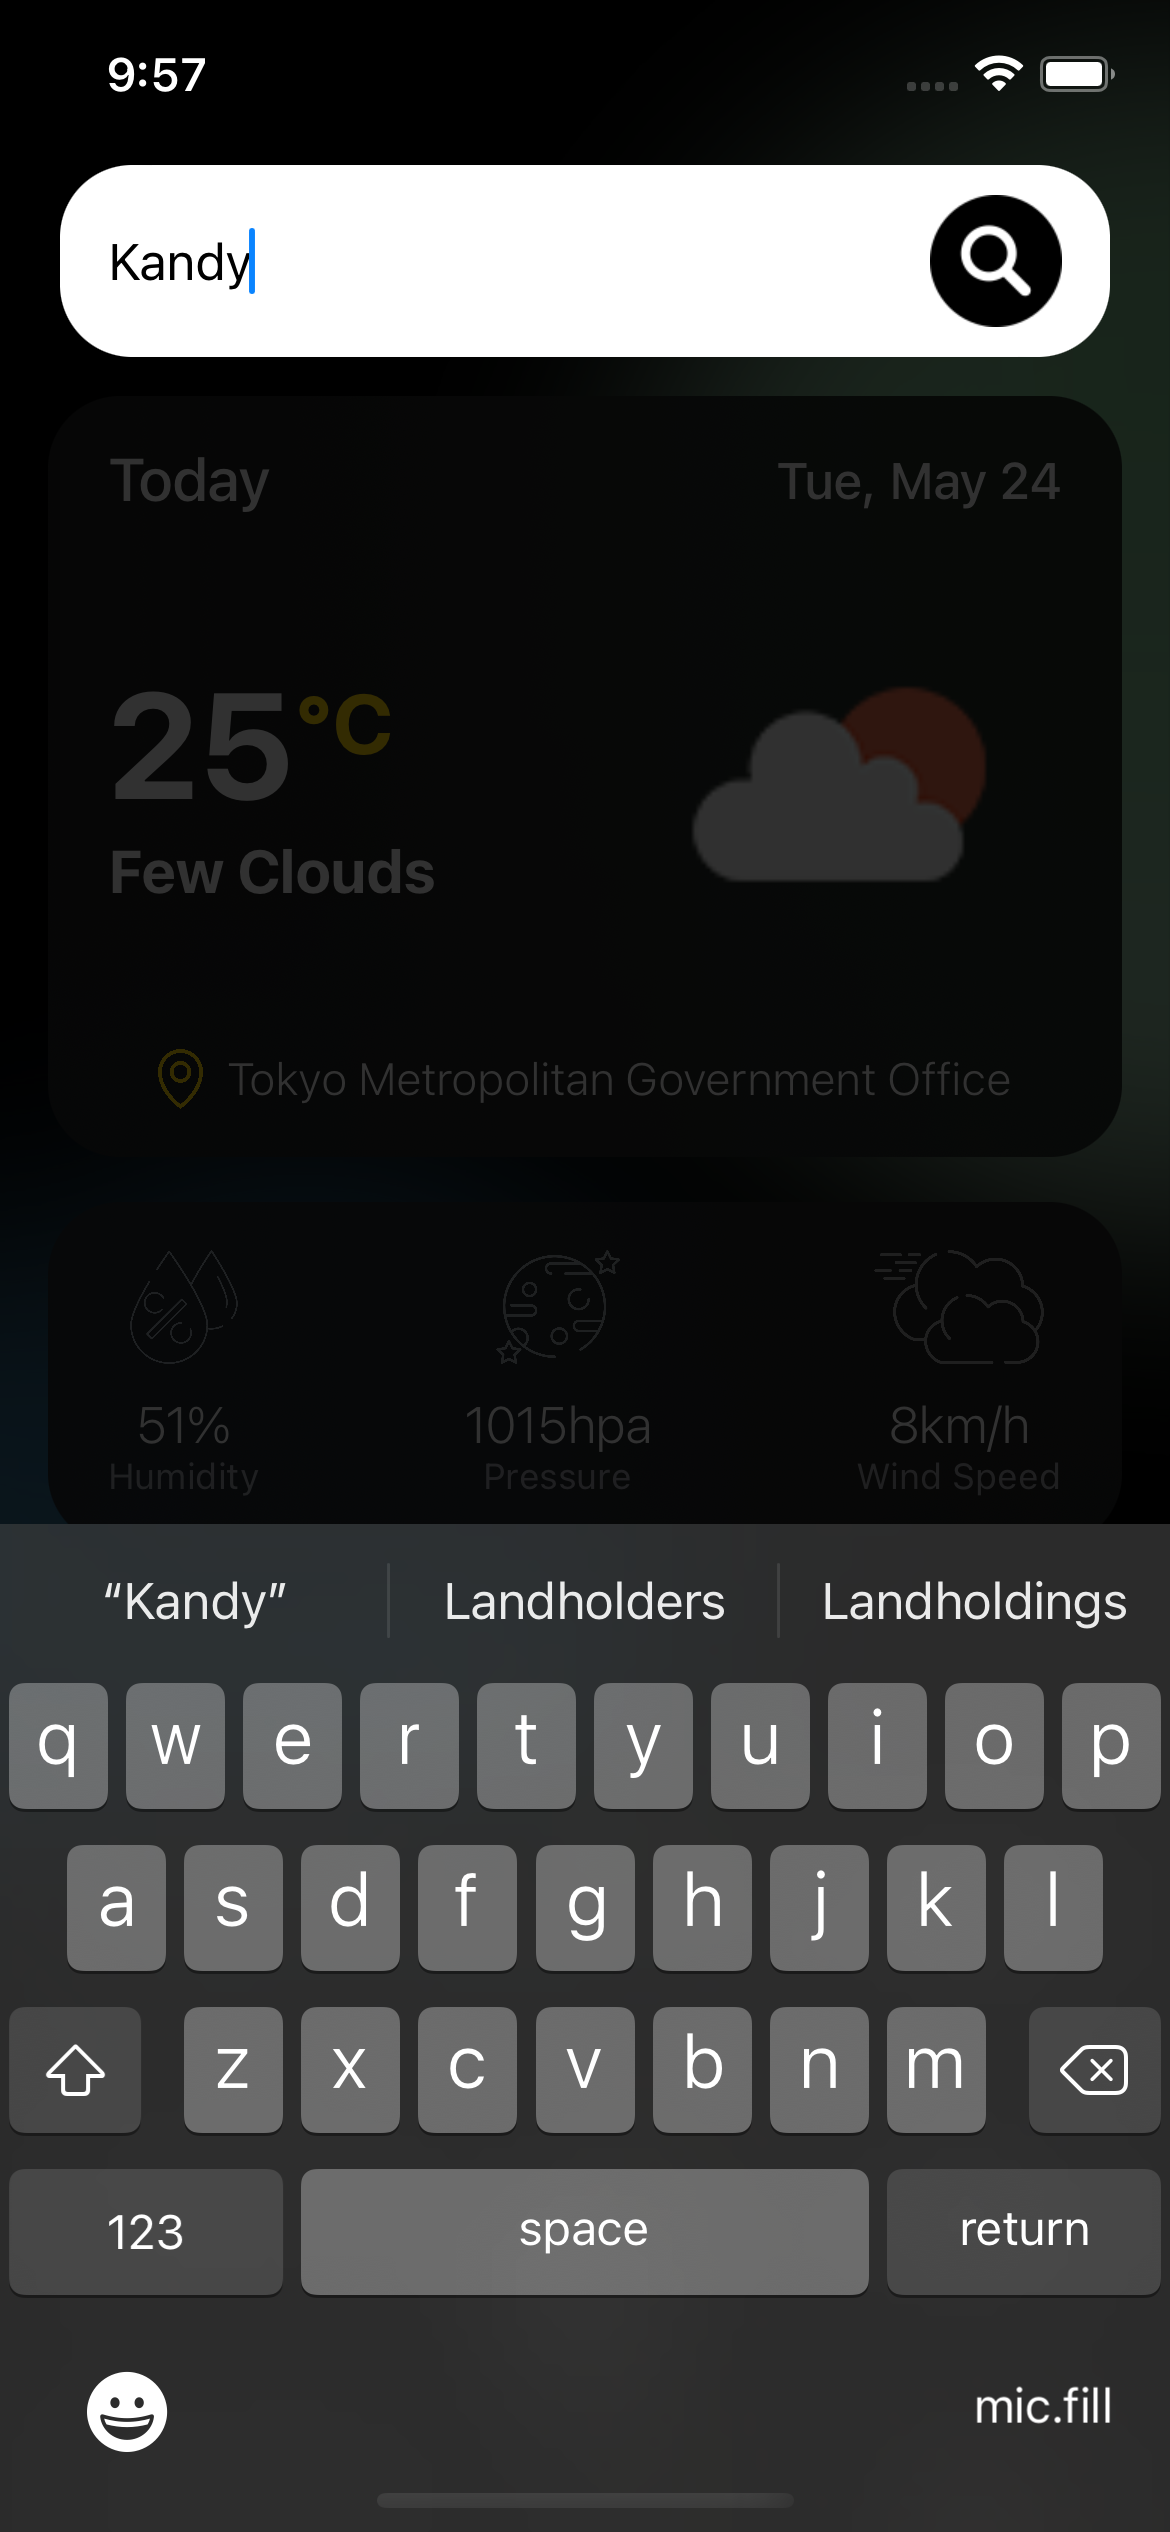 9:57
Kandy
Today
Tue, May 24
25°C
Few Clouds
Tokyo Metropolitan Government Office
51%
1015hpa
8km/h
Humidity
Pressure
Wind Speed
“Kandy”
Landholders
Landholdings
q w e r t y u i o p
a s d f g h j k l
z x c v b n m
123
space
return
mic.fill